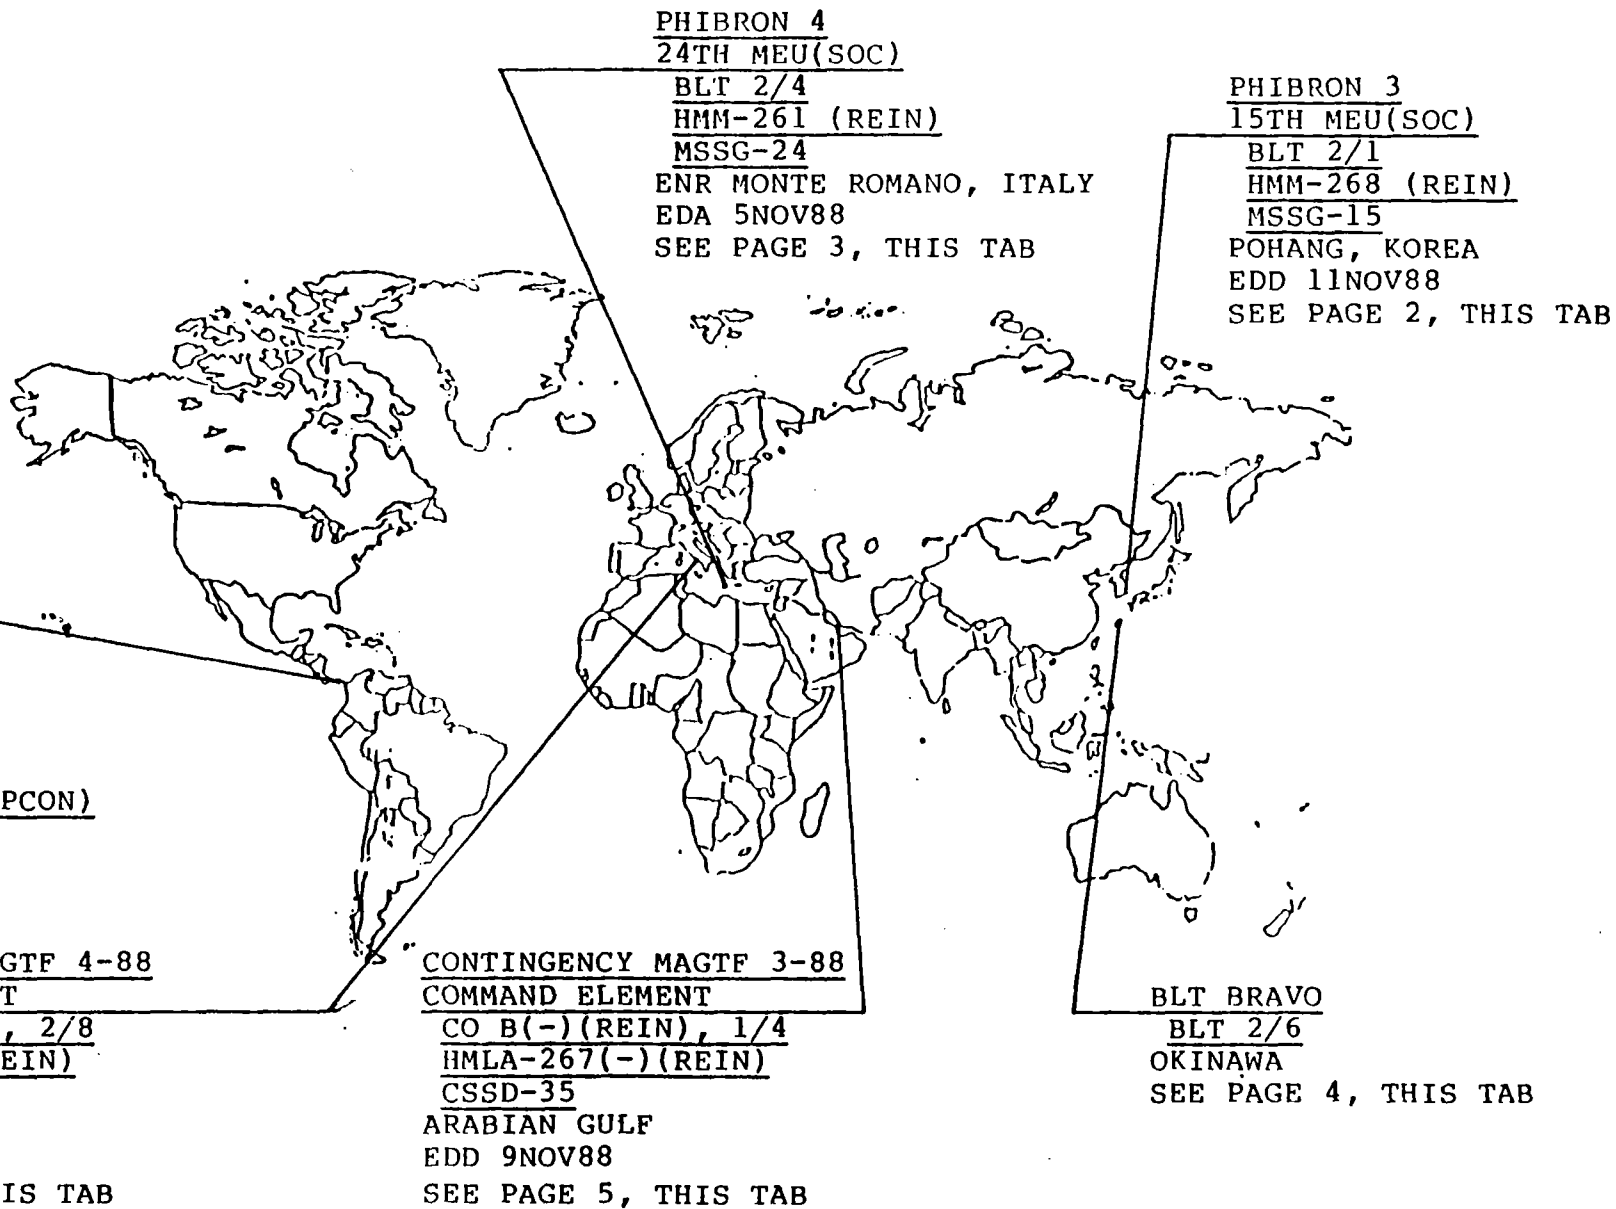 PHIBRON 4
24TH MEU(SOC)
BLT 2/4
HMM-261 (REIN)
MSSG-24
ENR MONTE ROMANO, ITALY
EDA 5NOV88
SEE PAGE 3, THIS TAB
PHIBRON 3
15TH MEU(SOC)
BLT 2/1
HMM-268 (REIN)
MSSG-15
POHANG, KOREA
EDD 11NOV88
SEE PAGE 2, THIS TAB
PCON)
GTF 4-88
T
, 2/8
EIN)
IS TAB
CONTINGENCY MAGTF 3-88
COMMAND ELEMENT
CO B(-)(REIN), 1/4
HMLA-267(-)(REIN)
CSSD-35
ARABIAN GULF
EDD 9NOV88
SEE PAGE 5, THIS TAB
BLT BRAVO
BLT 2/6
OKINAWA
SEE PAGE 4, THIS TAB